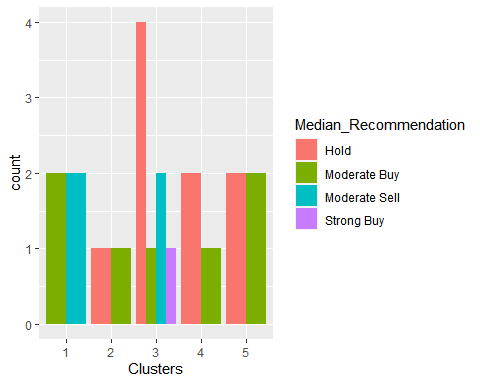 4
3
2
1
0
count
1 2 3 4 5
Clusters
Median_Recommendation
Hold
Moderate Buy
Moderate Sell
Strong Buy